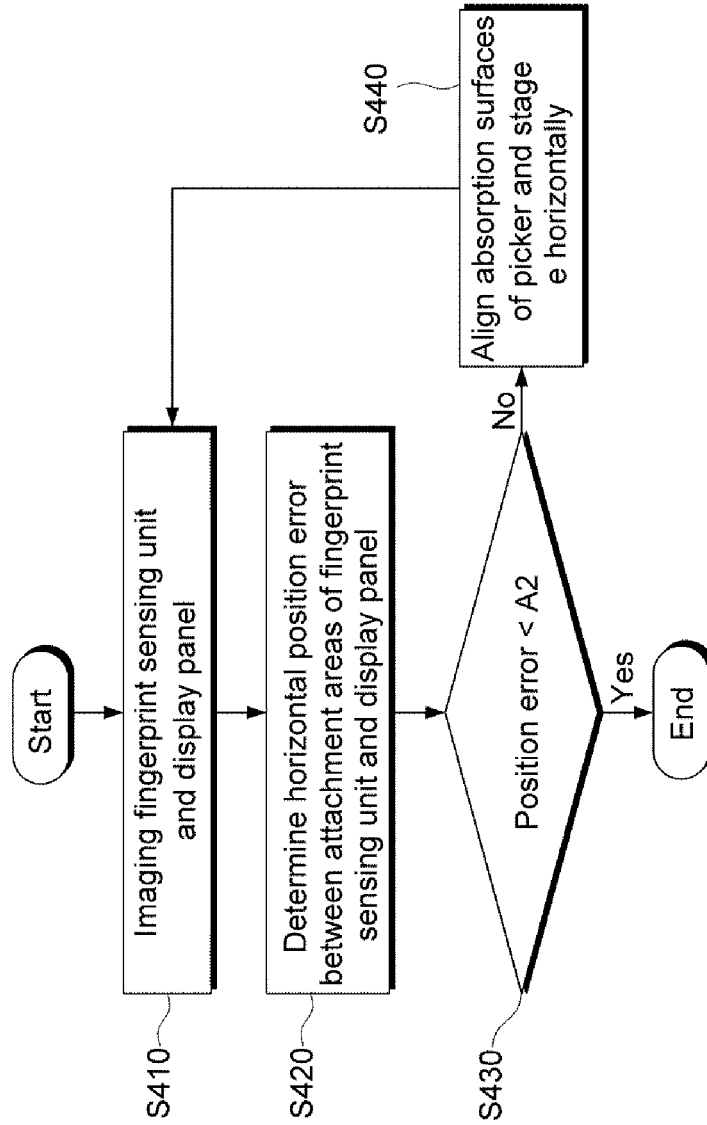 Start
S410
Imaging fingerprint sensing unit
and display panel
S420
Determine horizontal position error
between attachment areas of fingerprint
sensing unit and display panel
S430
Position error < A2
No
S440
Align absorption surfaces
of picker and stage
e horizontally
Yes
End